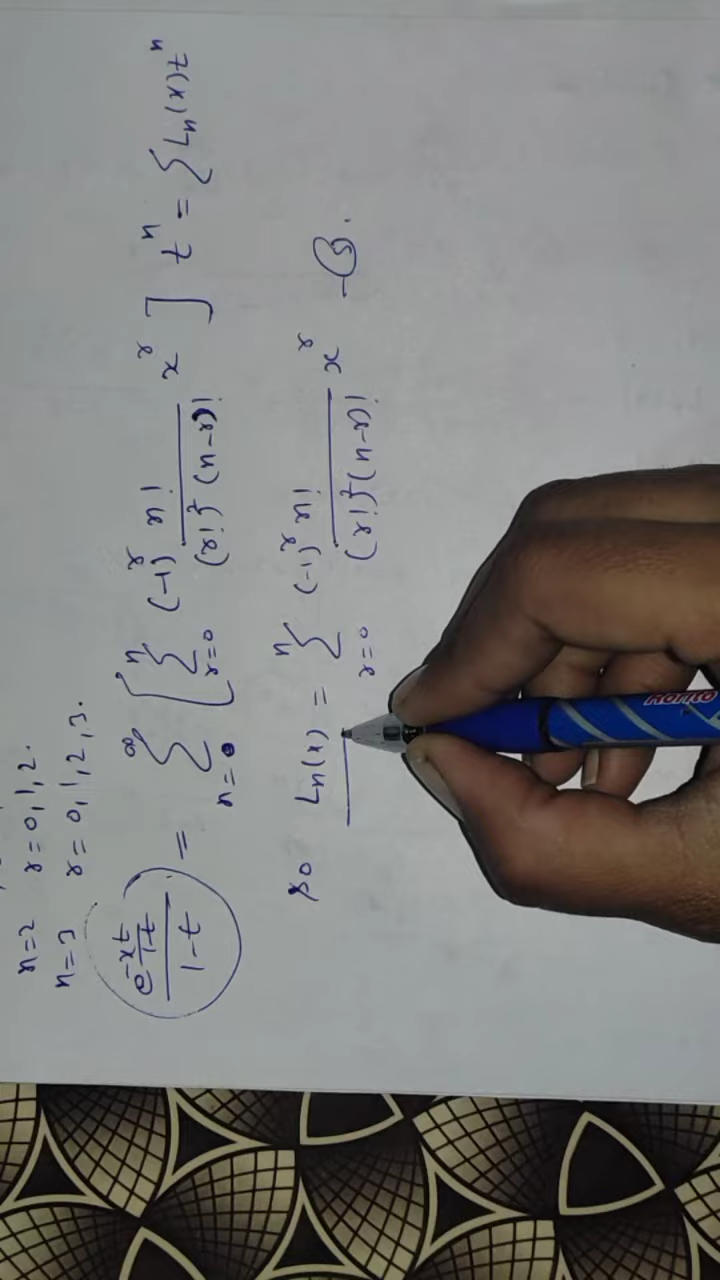 n=2 r=0,1,2.
n=3 r=0,1,2,3.
e^{-xt/(1-t)}/(1-t) = ∑_{n=0}^{∞} [ ∑_{r=0}^{n} (-1)^r n!/((r!)^2 (n-r)!) x^r ] t^n = ∑ L_n(x) t^n
so L_n(x) = ∑_{r=0}^{n} (-1)^r n!/((r!)^2 (n-r)!) x^r -③.